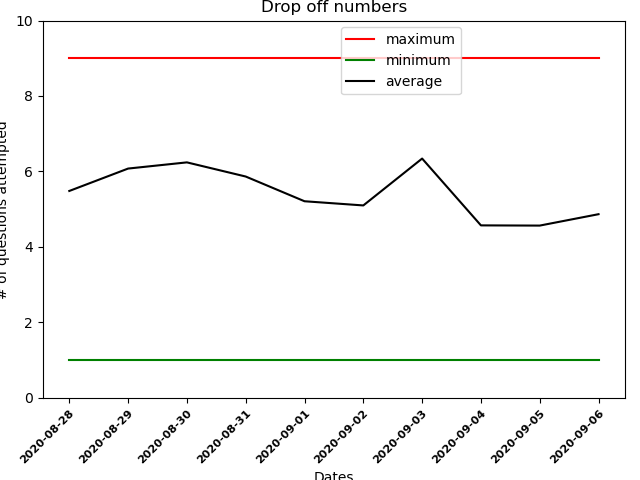 Drop off numbers
# of questions attempted
10
8
6
4
2
0
maximum
minimum
average
2020-08-28
2020-08-29
2020-08-30
2020-08-31
2020-09-01
2020-09-02
2020-09-03
2020-09-04
2020-09-05
2020-09-06
Dates